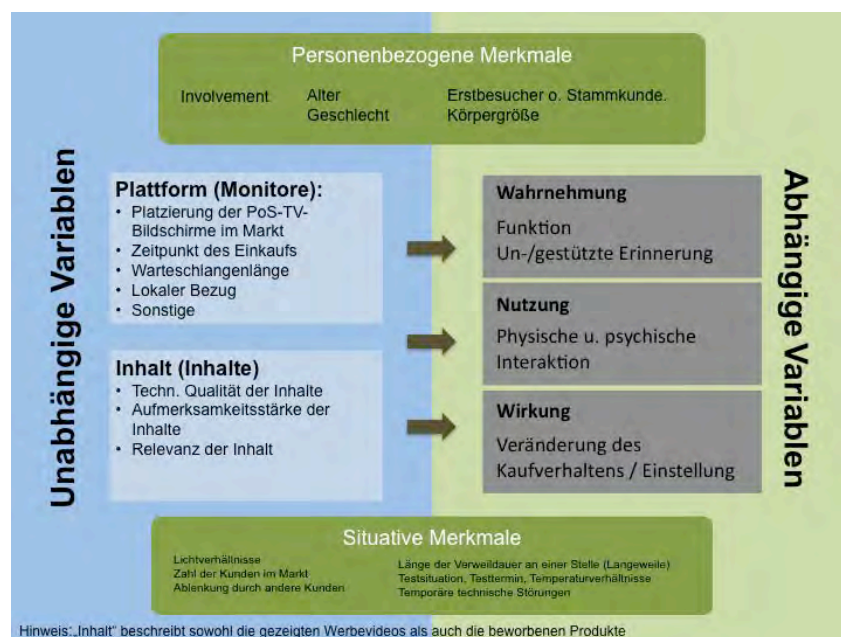 Personenbezogene Merkmale
Involvement
Alter
Geschlecht
Erstbesucher o. Stammkunde.
Körpergröße
Unabhängige Variablen
Plattform (Monitore):
• Platzierung der PoS-TV-
Bildschirme im Markt
• Zeitpunkt des Einkaufs
• Warteschlangenlänge
• Lokaler Bezug
• Sonstige
Inhalt (Inhalte)
• Techn. Qualität der Inhalte
• Aufmerksamkeitsstärke der
Inhalte
• Relevanz der Inhalt
Wahrnehmung
Funktion
Un-/gestützte Erinnerung
Nutzung
Physische u. psychische
Interaktion
Wirkung
Veränderung des
Kaufverhaltens / Einstellung
Abhängige Variablen
Situative Merkmale
Lichtverhältnisse
Zahl der Kunden im Markt
Ablenkung durch andere Kunden
Länge der Verweildauer an einer Stelle (Langeweile)
Testsituation, Testtermin, Temperaturverhältnisse
Temporäre technische Störungen
Hinweis: „Inhalt“ beschreibt sowohl die gezeigten Werbevideos als auch die beworbenen Produkte